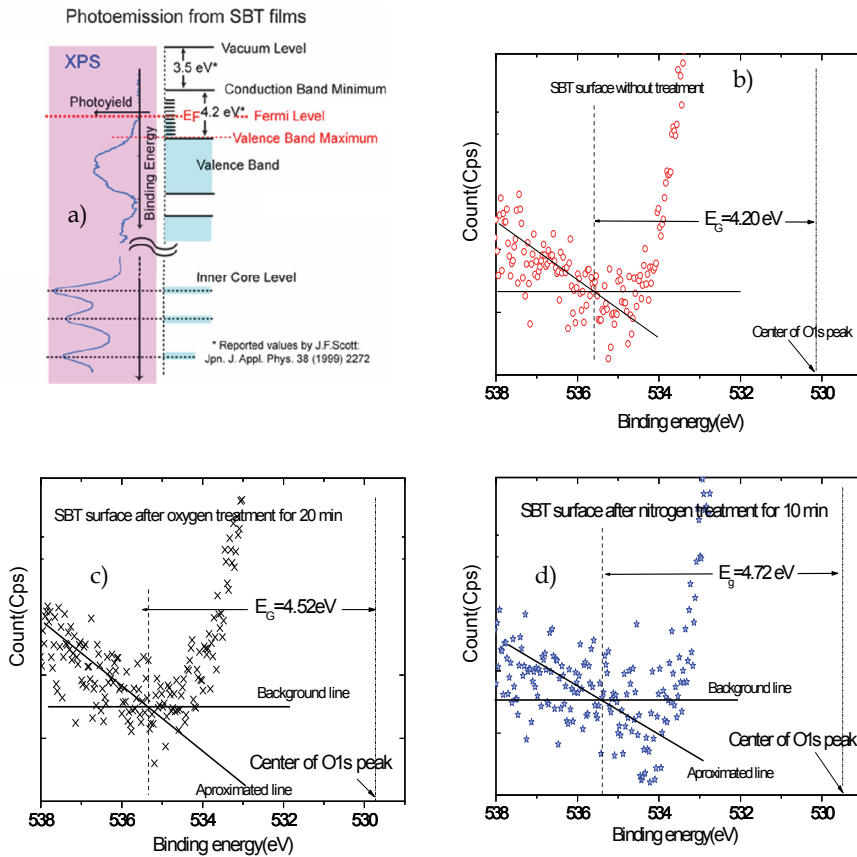 Photoemission from SBT films
XPS
Vacuum Level
3.5 eV*
Conduction Band Minimum
Photoyield
4.2 eV*
EF
Fermi Level
Valence Band Maximum
Valence Band
Binding Energy
a)
Inner Core Level
* Reported values by J.F.Scott:
Jpn. J. Appl. Phys. 38 (1999) 2272
b)
SBT surface without treatment
Count(Cps)
E_G=4.20 eV
Center of O1s peak
538 536 534 532 530
Binding energy(eV)
SBT surface after oxygen treatment for 20 min
c)
Count(Cps)
E_G=4.52eV
Background line
Center of O1s peak
Aproximated line
538 536 534 532 530
Binding energy(eV)
SBT surface after nitrogen treatment for 10 min
d)
Count(Cps)
E_g=4.72 eV
Background line
Center of O1s peak
Aproximated line
538 536 534 532 530
Binding energy(eV)